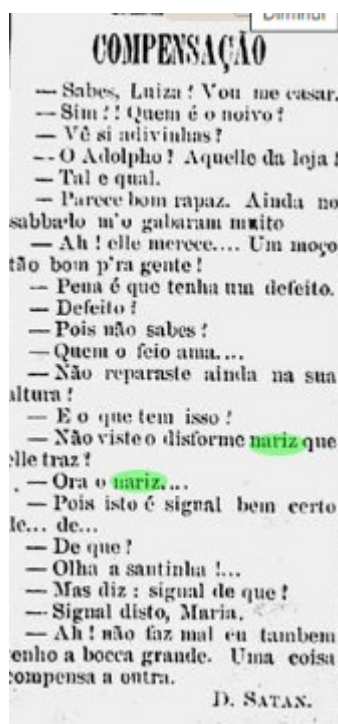 Diminuir
COMPENSAÇÃO
— Sabes, Luiza! Vou me casar.
— Sim!! Quem é o noivo?
— Vê si adivinhas?
-- O Adolpho! Aquelle da loja!
— Tal e qual.
— Parece bom rapaz. Ainda no
sabbado m'o gabaram muito
— Ah! elle merece.... Um moço
tão bom p'ra gente!
— Pena é que tenha um defeito.
— Defeito?
— Pois não sabes?
— Quem o feio ama....
— Não reparaste ainda na sua
altura?
— E o que tem isso?
— Não viste o disforme nariz que
elle traz?
— Ora o nariz....
— Pois isto é signal bem certo
de... de...
— De que?
— Olha a santinha!...
— Mas diz: signal de que?
— Signal disto, Maria.
— Ah! não faz mal eu tambem
enho a bocca grande. Uma coisa
compensa a outra.
D. SATAN.